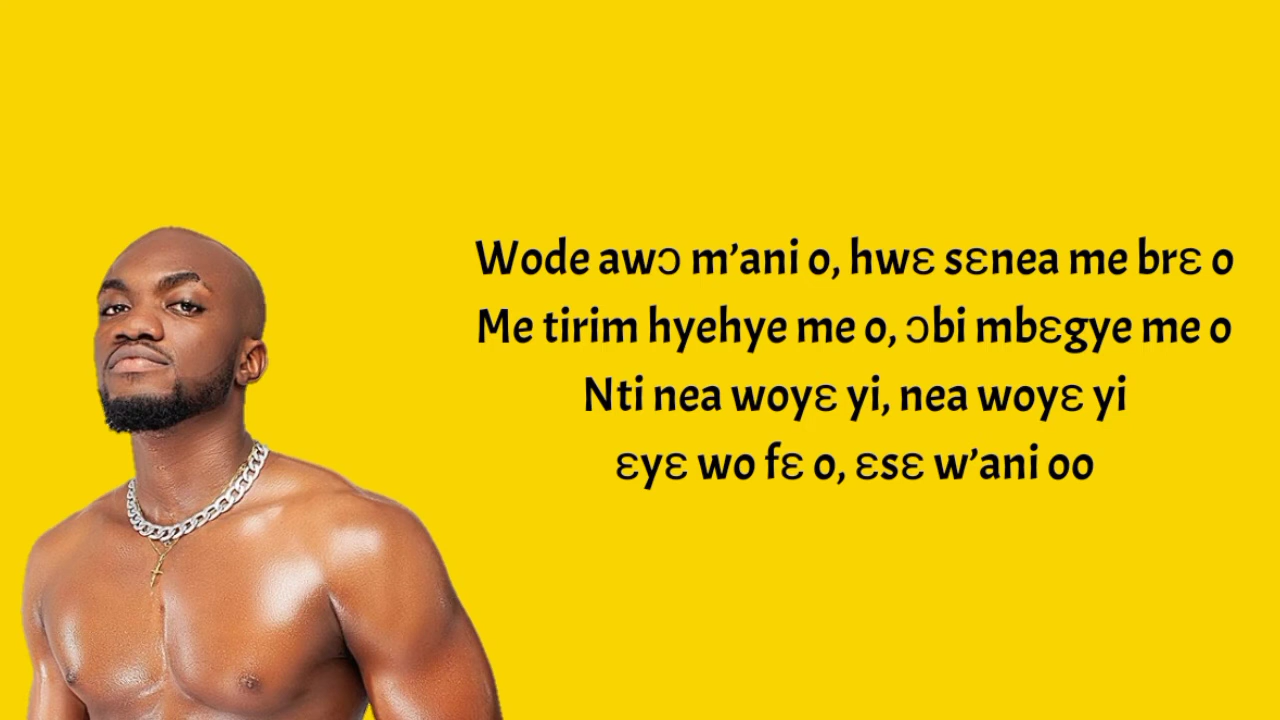 Wode awɔ m’ani o, hwɛ sɛnea me brɛ o
Me tirim hyehye me o, ɔbi mbɛgye me o
Nti nea woyɛ yi, nea woyɛ yi
ɛyɛ wo fɛ o, ɛsɛ w’ani oo